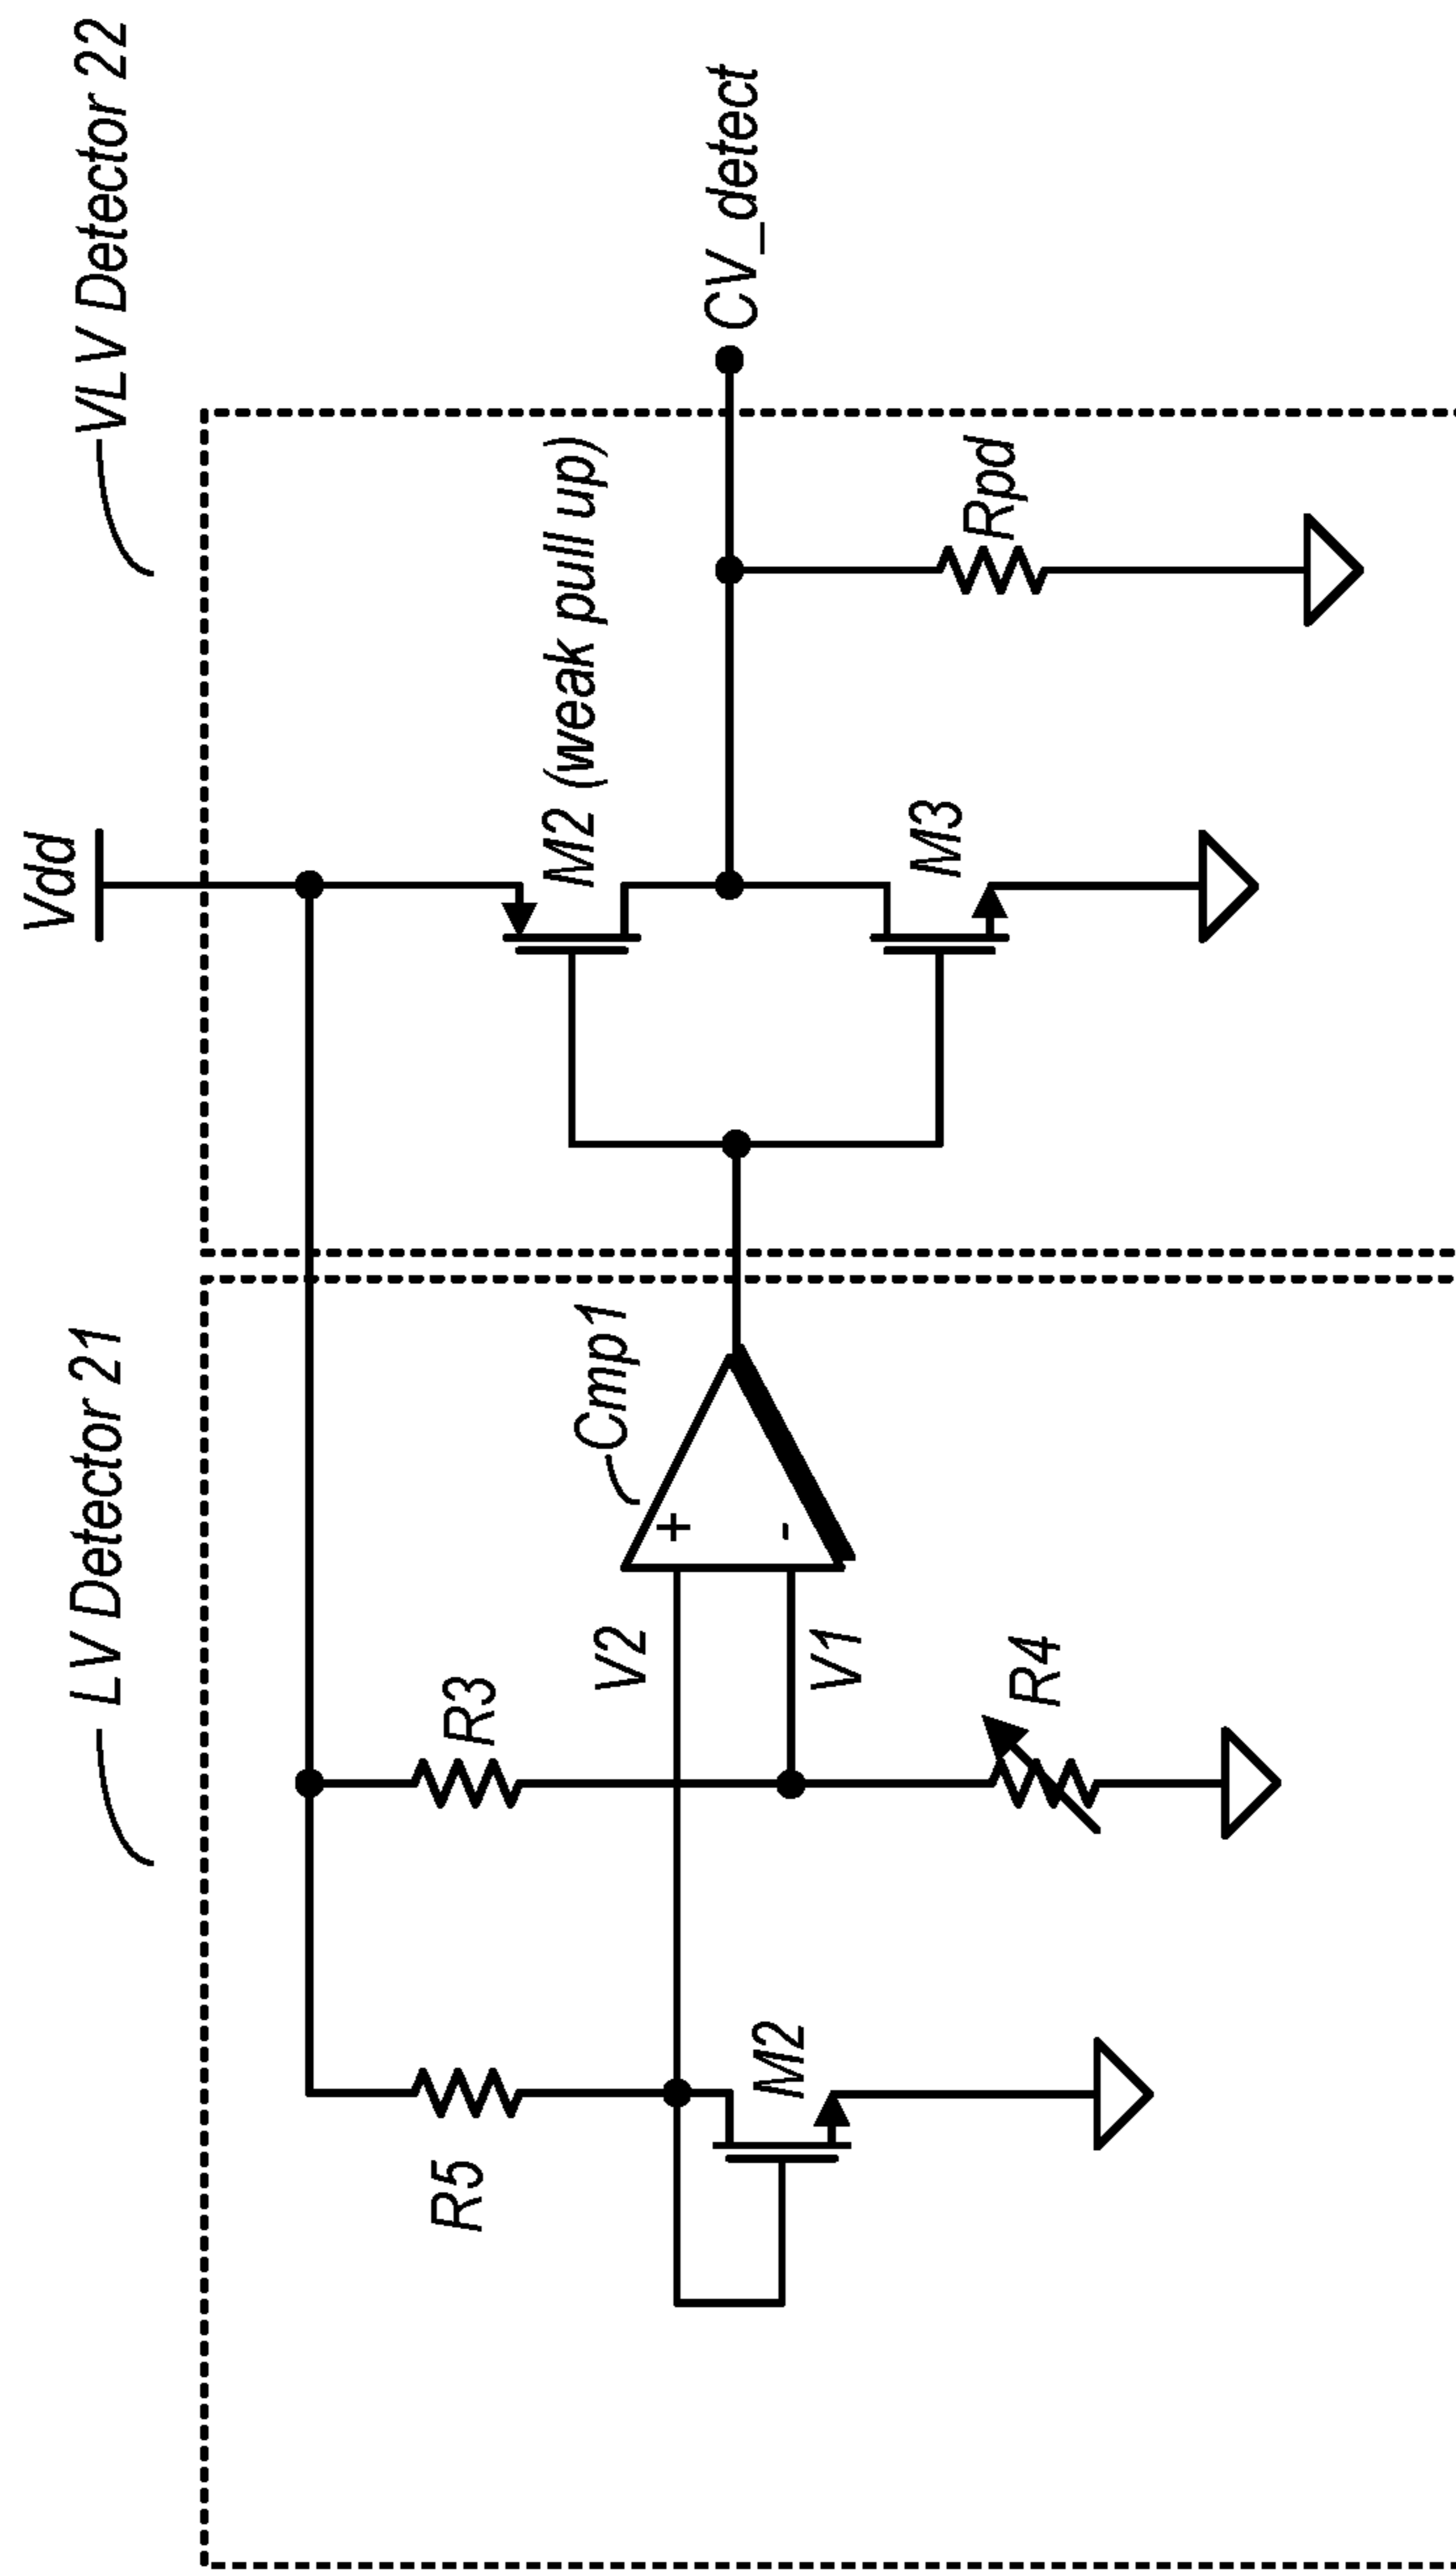 LV Detector 21
VLV Detector 22
Vdd
R5
R3
M2 (weak pull up)
Cmp1
V2
+
CV_detect
M2
V1
-
M3
Rpd
R4